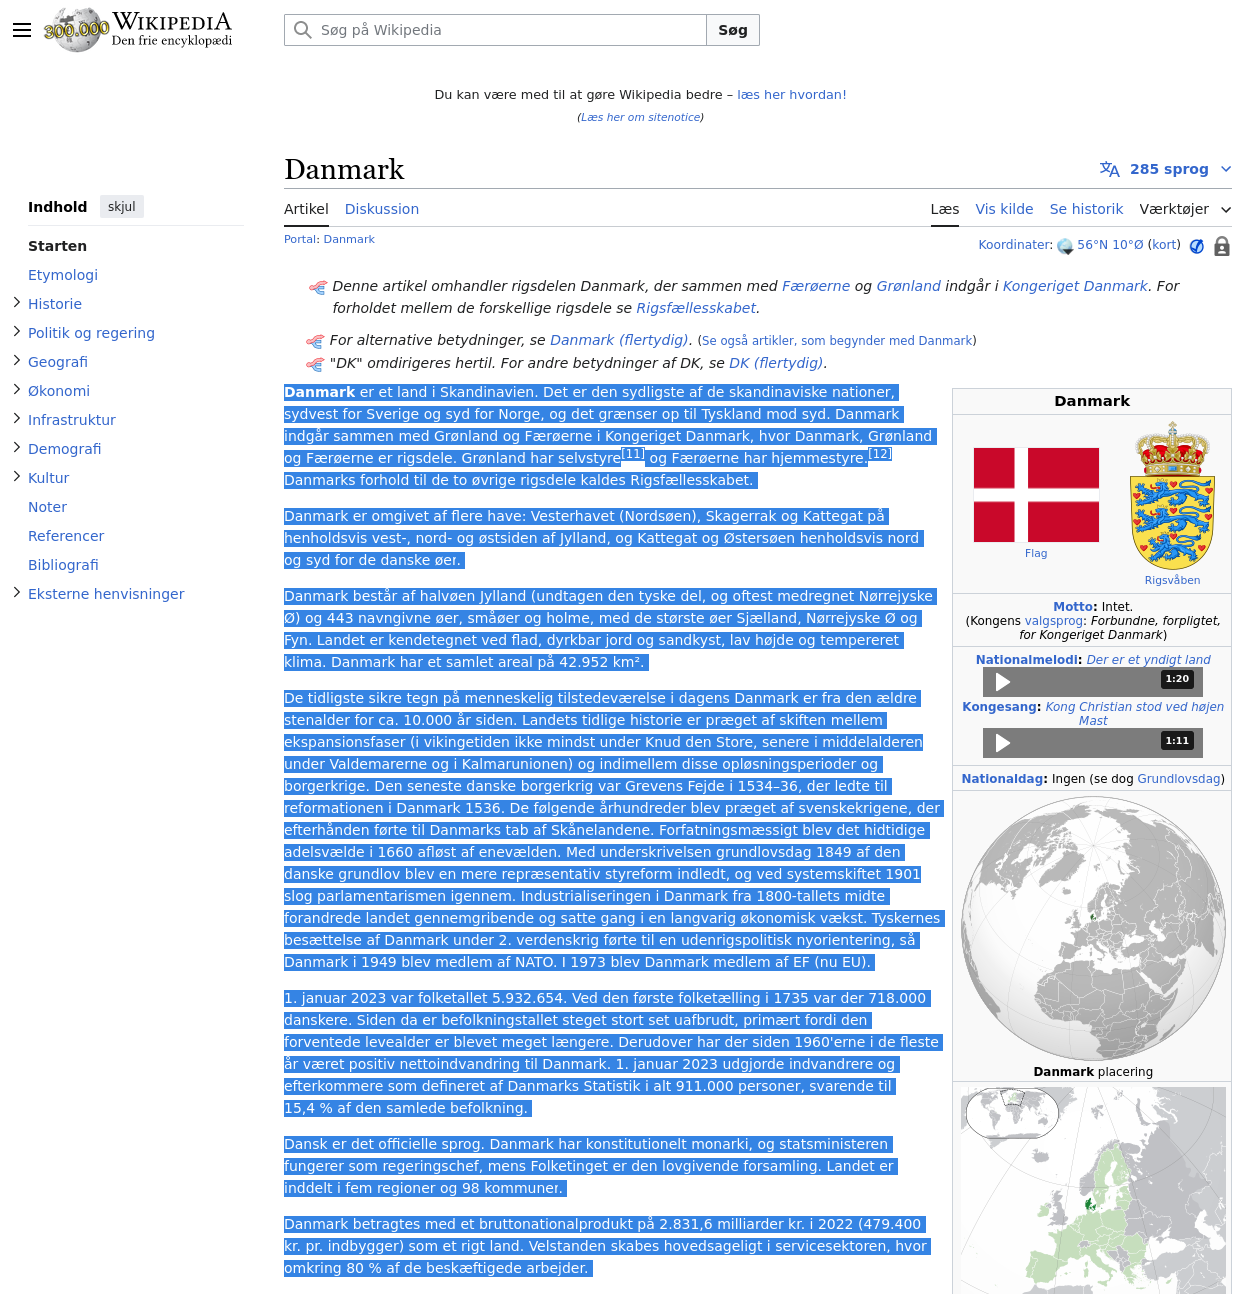 300.000
WIKIPEDIA
Den frie encyklopædi
Søg på Wikipedia
Søg
Du kan være med til at gøre Wikipedia bedre – læs her hvordan!
(Læs her om sitenotice)
Indhold
skjul
Starten
Etymologi
Historie
Politik og regering
Geografi
Økonomi
Infrastruktur
Demografi
Kultur
Noter
Referencer
Bibliografi
Eksterne henvisninger
Danmark
285 sprog
Artikel Diskussion
Læs Vis kilde Se historik Værktøjer
Portal: Danmark
Koordinater: 56°N 10°Ø (kort)
Denne artikel omhandler rigsdelen Danmark, der sammen med Færøerne og Grønland indgår i Kongeriget Danmark. For
forholdet mellem de forskellige rigsdele se Rigsfællesskabet.
For alternative betydninger, se Danmark (flertydig). (Se også artikler, som begynder med Danmark)
"DK" omdirigeres hertil. For andre betydninger af DK, se DK (flertydig).
Danmark er et land i Skandinavien. Det er den sydligste af de skandinaviske nationer,
sydvest for Sverige og syd for Norge, og det grænser op til Tyskland mod syd. Danmark
indgår sammen med Grønland og Færøerne i Kongeriget Danmark, hvor Danmark, Grønland
og Færøerne er rigsdele. Grønland har selvstyre[11] og Færøerne har hjemmestyre.[12]
Danmarks forhold til de to øvrige rigsdele kaldes Rigsfællesskabet.
Danmark er omgivet af flere have: Vesterhavet (Nordsøen), Skagerrak og Kattegat på
henholdsvis vest-, nord- og østsiden af Jylland, og Kattegat og Østersøen henholdsvis nord
og syd for de danske øer.
Danmark består af halvøen Jylland (undtagen den tyske del, og oftest medregnet Nørrejyske
Ø) og 443 navngivne øer, småøer og holme, med de største øer Sjælland, Nørrejyske Ø og
Fyn. Landet er kendetegnet ved flad, dyrkbar jord og sandkyst, lav højde og tempereret
klima. Danmark har et samlet areal på 42.952 km².
De tidligste sikre tegn på menneskelig tilstedeværelse i dagens Danmark er fra den ældre
stenalder for ca. 10.000 år siden. Landets tidlige historie er præget af skiften mellem
ekspansionsfaser (i vikingetiden ikke mindst under Knud den Store, senere i middelalderen
under Valdemarerne og i Kalmarunionen) og indimellem disse opløsningsperioder og
borgerkrige. Den seneste danske borgerkrig var Grevens Fejde i 1534–36, der ledte til
reformationen i Danmark 1536. De følgende århundreder blev præget af svenskekrigene, der
efterhånden førte til Danmarks tab af Skånelandene. Forfatningsmæssigt blev det hidtidige
adelsvælde i 1660 afløst af enevælden. Med underskrivelsen grundlovsdag 1849 af den
danske grundlov blev en mere repræsentativ styreform indledt, og ved systemskiftet 1901
slog parlamentarismen igennem. Industrialiseringen i Danmark fra 1800-tallets midte
forandrede landet gennemgribende og satte gang i en langvarig økonomisk vækst. Tyskernes
besættelse af Danmark under 2. verdenskrig førte til en udenrigspolitisk nyorientering, så
Danmark i 1949 blev medlem af NATO. I 1973 blev Danmark medlem af EF (nu EU).
1. januar 2023 var folketallet 5.932.654. Ved den første folketælling i 1735 var der 718.000
danskere. Siden da er befolkningstallet steget stort set uafbrudt, primært fordi den
forventede levealder er blevet meget længere. Derudover har der siden 1960'erne i de fleste
år været positiv nettoindvandring til Danmark. 1. januar 2023 udgjorde indvandrere og
efterkommere som defineret af Danmarks Statistik i alt 911.000 personer, svarende til
15,4 % af den samlede befolkning.
Dansk er det officielle sprog. Danmark har konstitutionelt monarki, og statsministeren
fungerer som regeringschef, mens Folketinget er den lovgivende forsamling. Landet er
inddelt i fem regioner og 98 kommuner.
Danmark betragtes med et bruttonationalprodukt på 2.831,6 milliarder kr. i 2022 (479.400
kr. pr. indbygger) som et rigt land. Velstanden skabes hovedsageligt i servicesektoren, hvor
omkring 80 % af de beskæftigede arbejder.
Danmark
Flag
Rigsvåben
Motto: Intet.
(Kongens valgsprog: Forbundne, forpligtet,
for Kongeriget Danmark)
Nationalmelodi: Der er et yndigt land
1:20
Kongesang: Kong Christian stod ved højen
Mast
1:11
Nationaldag: Ingen (se dog Grundlovsdag)
Danmark placering